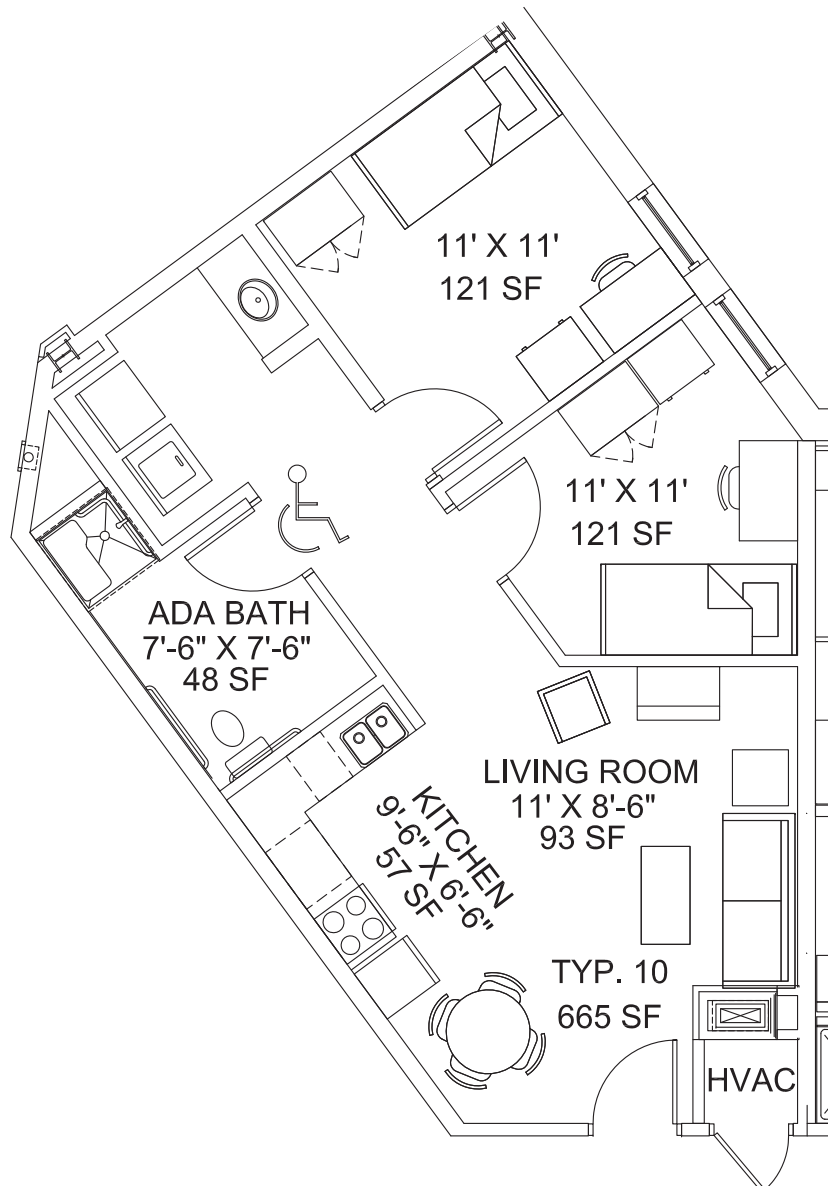 11' X 11'
121 SF
11' X 11'
121 SF
ADA BATH
7'-6" X 7'-6"
48 SF
LIVING ROOM
11' X 8'-6"
93 SF
KITCHEN
9'-6" X 6'-6"
57 SF
TYP. 10
665 SF
HVAC